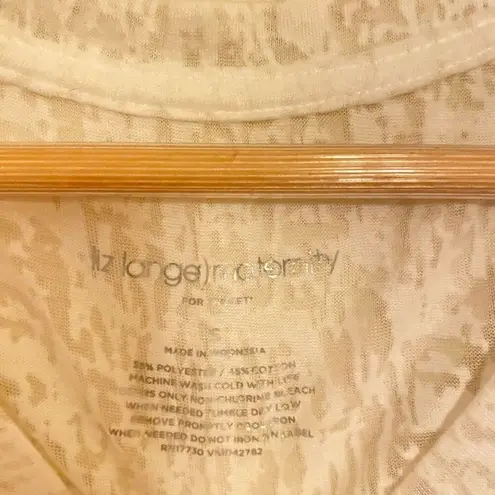 liz lange) maternity
FOR TARGET
S
MADE IN INDONESIA
55% POLYESTER / 45% COTTON
MACHINE WASH COLD WITH LIKE
ONLY NON-CHLORINE BLEACH
WHEN NEEDED TUMBLE DRY LOW
REMOVE PROMPTLY COOL IRON
WHEN NEEDED DO NOT IRON ON LABEL
RN17730